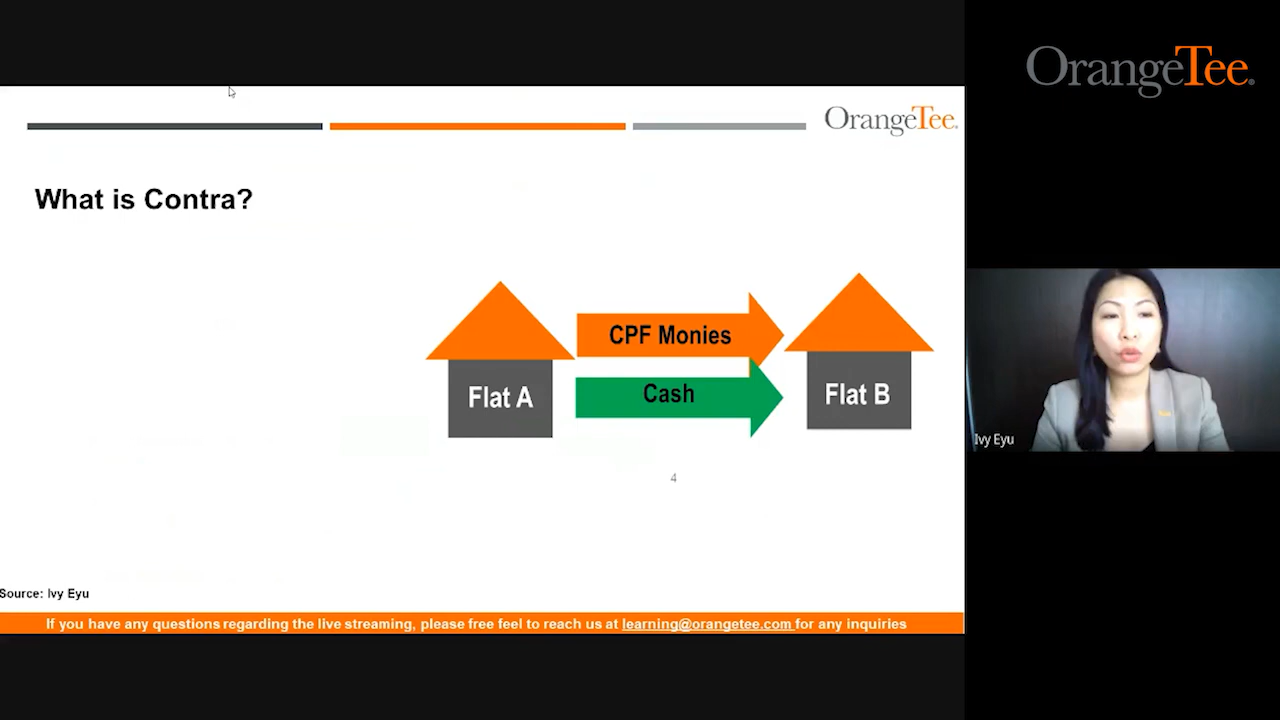 OrangeTee®
OrangeTee®
What is Contra?
CPF Monies
Cash
Flat A
Flat B
Ivy Eyu
4
Source: Ivy Eyu
If you have any questions regarding the live streaming, please free feel to reach us at learning@orangetee.com for any inquiries